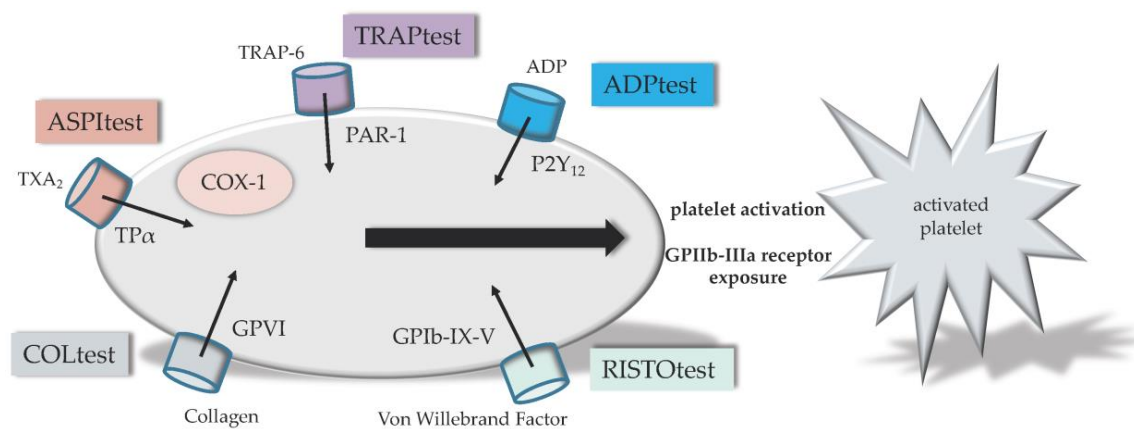 TRAPtest
TRAP-6
ADP
ADPtest
ASPItest
PAR-1
P2Y₁₂
COX-1
TXA₂
TPα
platelet activation
GPIIb-IIIa receptor
exposure
activated
platelet
GPVI
GPIb-IX-V
COLtest
RISTOtest
Collagen
Von Willebrand Factor